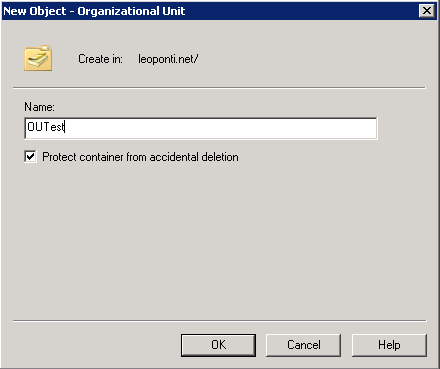 New Object - Organizational Unit
Create in: leoponti.net/
Name:
OUTest
Protect container from accidental deletion
OK Cancel Help